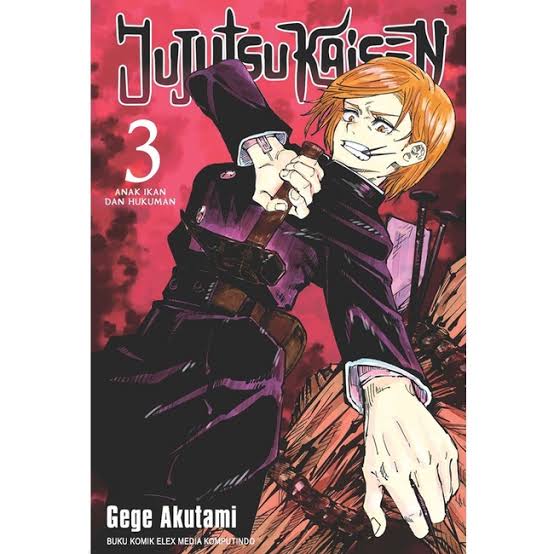 JUJUTSU KAISEN
3
ANAK IKAN
DAN HUKUMAN
Gege Akutami
BUKU KOMIK ELEX MEDIA KOMPUTINDO